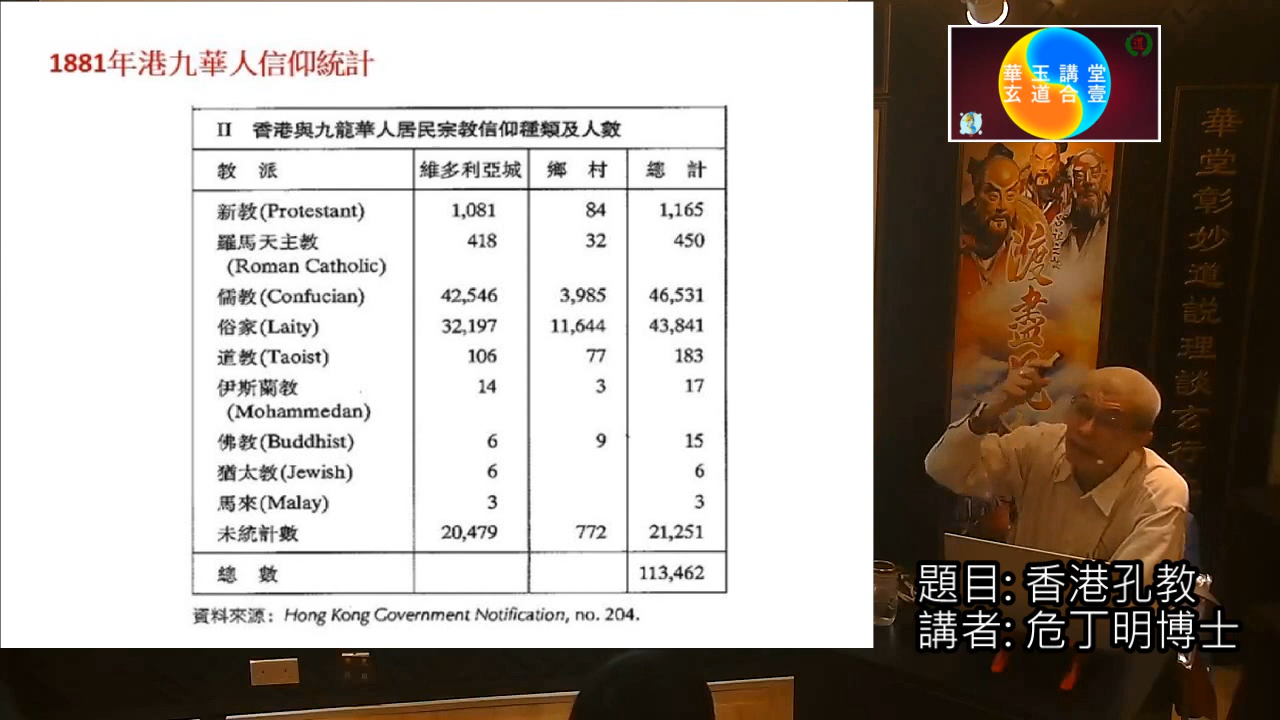 1881年港九華人信仰統計
II 香港與九龍華人居民宗教信仰種類及人數
教 派 維多利亞城 鄉 村 總 計
新教(Protestant) 1,081 84 1,165
羅馬天主教 418 32 450
(Roman Catholic)
儒教(Confucian) 42,546 3,985 46,531
俗家(Laity) 32,197 11,644 43,841
道教(Taoist) 106 77 183
伊斯蘭教 14 3 17
(Mohammedan)
佛教(Buddhist) 6 9 15
猶太教(Jewish) 6 6
馬來(Malay) 3 3
未統計數 20,479 772 21,251
總 數 113,462
資料來源：Hong Kong Government Notification, no. 204.
華玉講堂
玄道合壹
道
渡盡
華堂彰妙道説理談玄行
題目: 香港孔教
講者: 危丁明博士